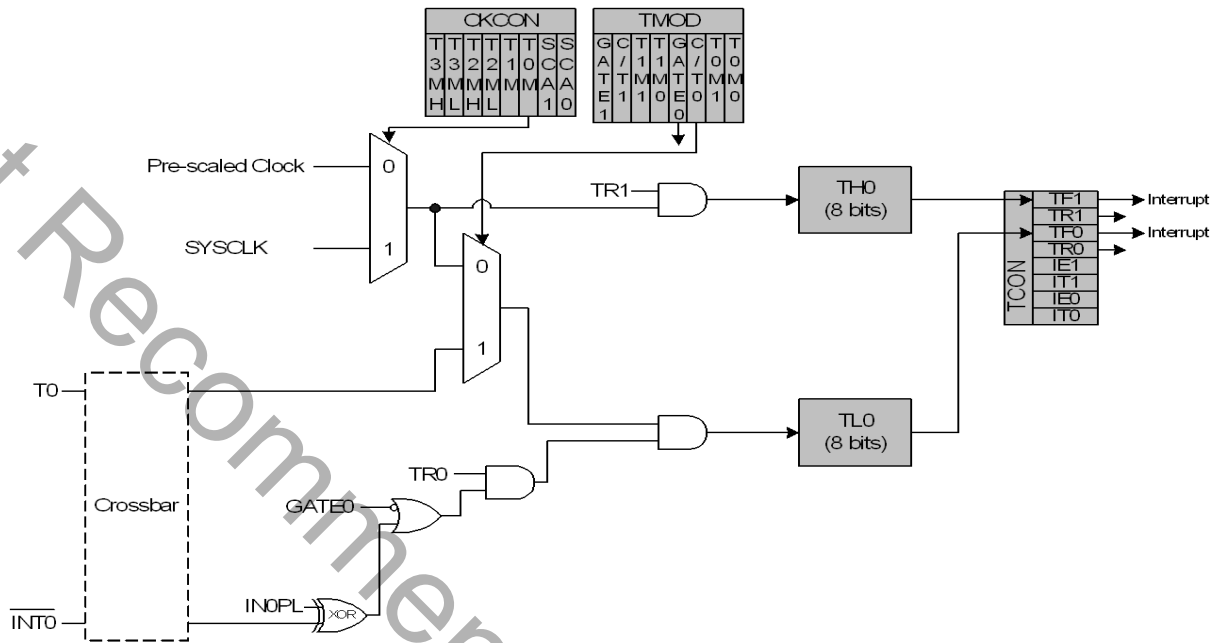 CKCON
T3MH
T3ML
T2MH
T2ML
T1M
T0M
SCA1
SCA0
TMOD
GATE1
C/T1
T1M1
T1M0
GATE0
C/T0
T0M1
T0M0
Pre-scaled Clock
0
SYSCLK
1
TR1
TH0
(8 bits)
0
1
TCON
TF1
TR1
TF0
TR0
IE1
IT1
IE0
IT0
Interrupt
Interrupt
T0
Crossbar
INT0
TL0
(8 bits)
TR0
GATE0
IN0PL
XOR
t Recommen